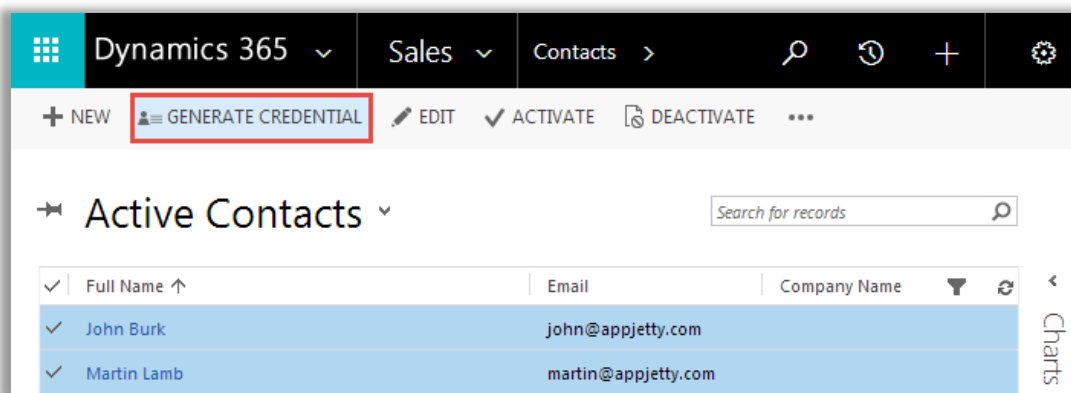 Dynamics 365 Sales Contacts
NEW GENERATE CREDENTIAL EDIT ACTIVATE DEACTIVATE
Active Contacts Search for records
Full Name Email Company Name
John Burk john@appjetty.com
Martin Lamb martin@appjetty.com
Charts